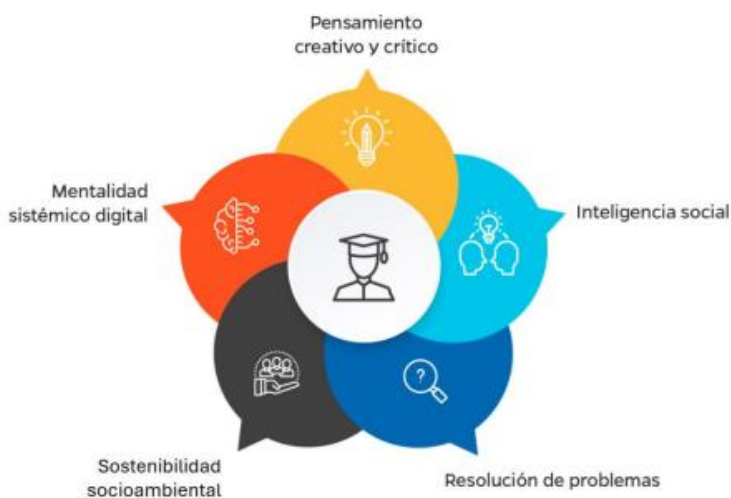 Pensamiento
creativo y crítico
Mentalidad
sistémico digital
Inteligencia social
?
Sostenibilidad
socioambiental
Resolución de problemas